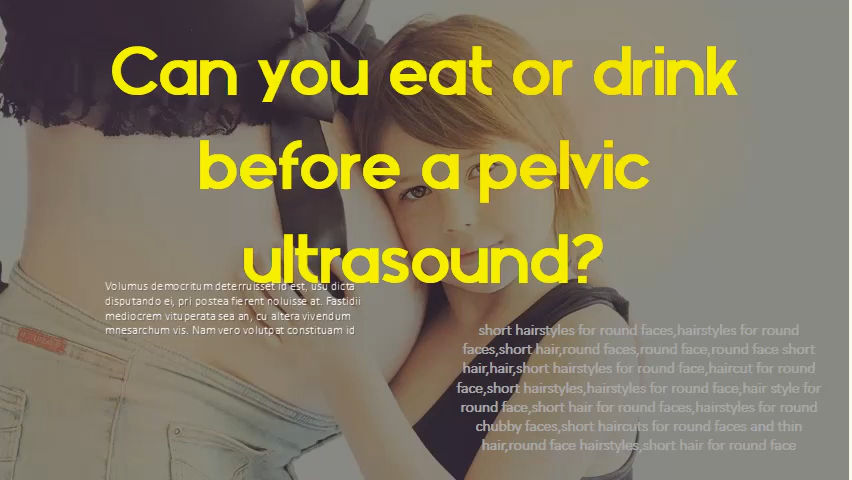 Can you eat or drink
before a pelvic
ultrasound?
Volumus democritum deterruisset id est, usu dicta
disputando ei, pri postea fierent noluisse at. Fastidii
mediocrem vituperata sea an, cu altera vivendum
mnesarchum vis. Nam vero volutpat constituam id
short hairstyles for round faces,hairstyles for round
faces,short hair,round faces,round face,round face short
hair,hair,short hairstyles for round face,haircut for round
face,short hairstyles,hairstyles for round face,hair style for
round face,short hair for round faces,hairstyles for round
chubby faces,short haircuts for round faces and thin
hair,round face hairstyles,short hair for round face